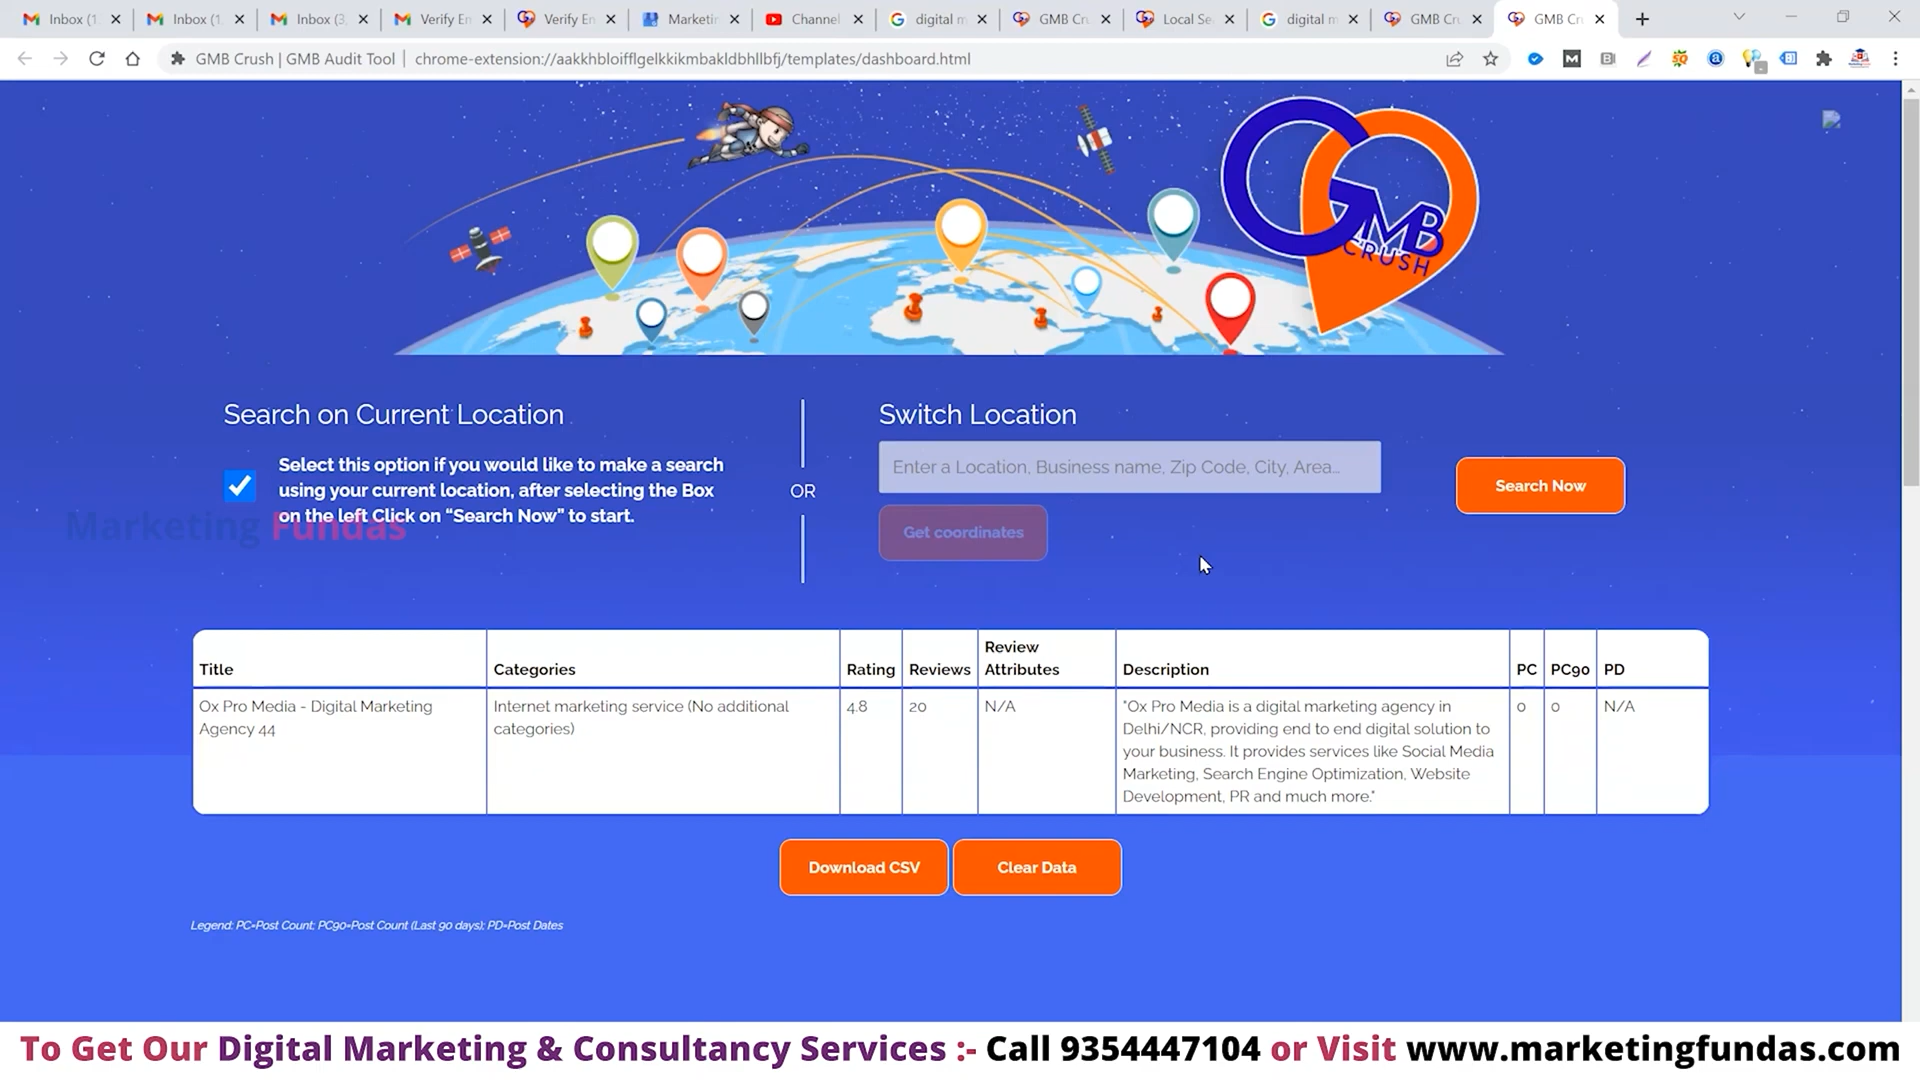 Inbox (1
Inbox (1
Inbox (3,
Verify En
Verify En
Marketin
Channel
digital m
GMB Cru
Local Se
digital m
GMB Cru
GMB Cr
GMB Crush | GMB Audit Tool
chrome-extension://aakkhbloifflgelkkikmbakldbhllbfj/templates/dashboard.html
GMB
CRUSH
Search on Current Location
Select this option if you would like to make a search
using your current location, after selecting the Box
on the left Click on “Search Now” to start.
Marketing Fundas
OR
Switch Location
Enter a Location, Business name, Zip Code, City, Area...
Get coordinates
Search Now
Title Categories Rating Reviews Review Attributes Description PC PC90 PD
Ox Pro Media - Digital Marketing
Agency 44
Internet marketing service (No additional
categories)
4.8
20
N/A
"Ox Pro Media is a digital marketing agency in
Delhi/NCR, providing end to end digital solution to
your business. It provides services like Social Media
Marketing, Search Engine Optimization, Website
Development, PR and much more."
0
0
N/A
Download CSV
Clear Data
Legend: PC=Post Count; PC90=Post Count (Last 90 days); PD=Post Dates
To Get Our Digital Marketing & Consultancy Services :- Call 9354447104 or Visit www.marketingfundas.com